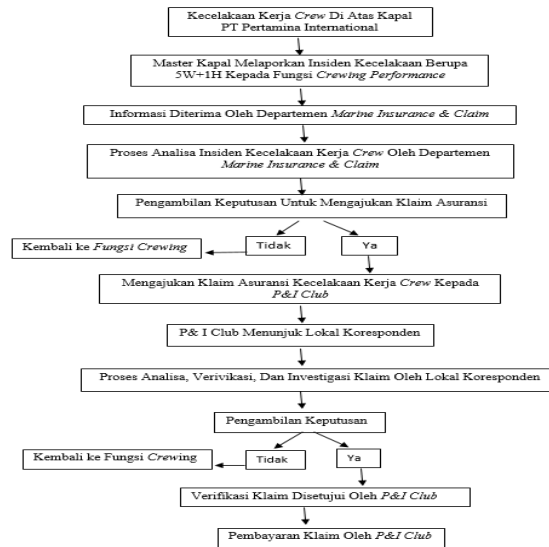 Kecelakaan Kerja Crew Di Atas Kapal
PT Pertamina International
Master Kapal Melaporkan Insiden Kecelakaan Berupa
5W+1H Kepada Fungsi Crewing Performance
Informasi Diterima Oleh Departemen Marine Insurance & Claim
Proses Analisa Insiden Kecelakaan Kerja Crew Oleh Departemen
Marine Insurance & Claim
Pengambilan Keputusan Untuk Mengajukan Klaim Asuransi
Kembali ke Fungsi Crewing
Tidak
Ya
Mengajukan Klaim Asuransi Kecelakaan Kerja Crew Kepada
P&I Club
P& I Club Menunjuk Lokal Koresponden
Proses Analisa, Verivikasi, Dan Investigasi Klaim Oleh Lokal Koresponden
Pengambilan Keputusan
Kembali ke Fungsi Crewing
Tidak
Ya
Verifikasi Klaim Disetujui Oleh P&I Club
Pembayaran Klaim Oleh P&I Club